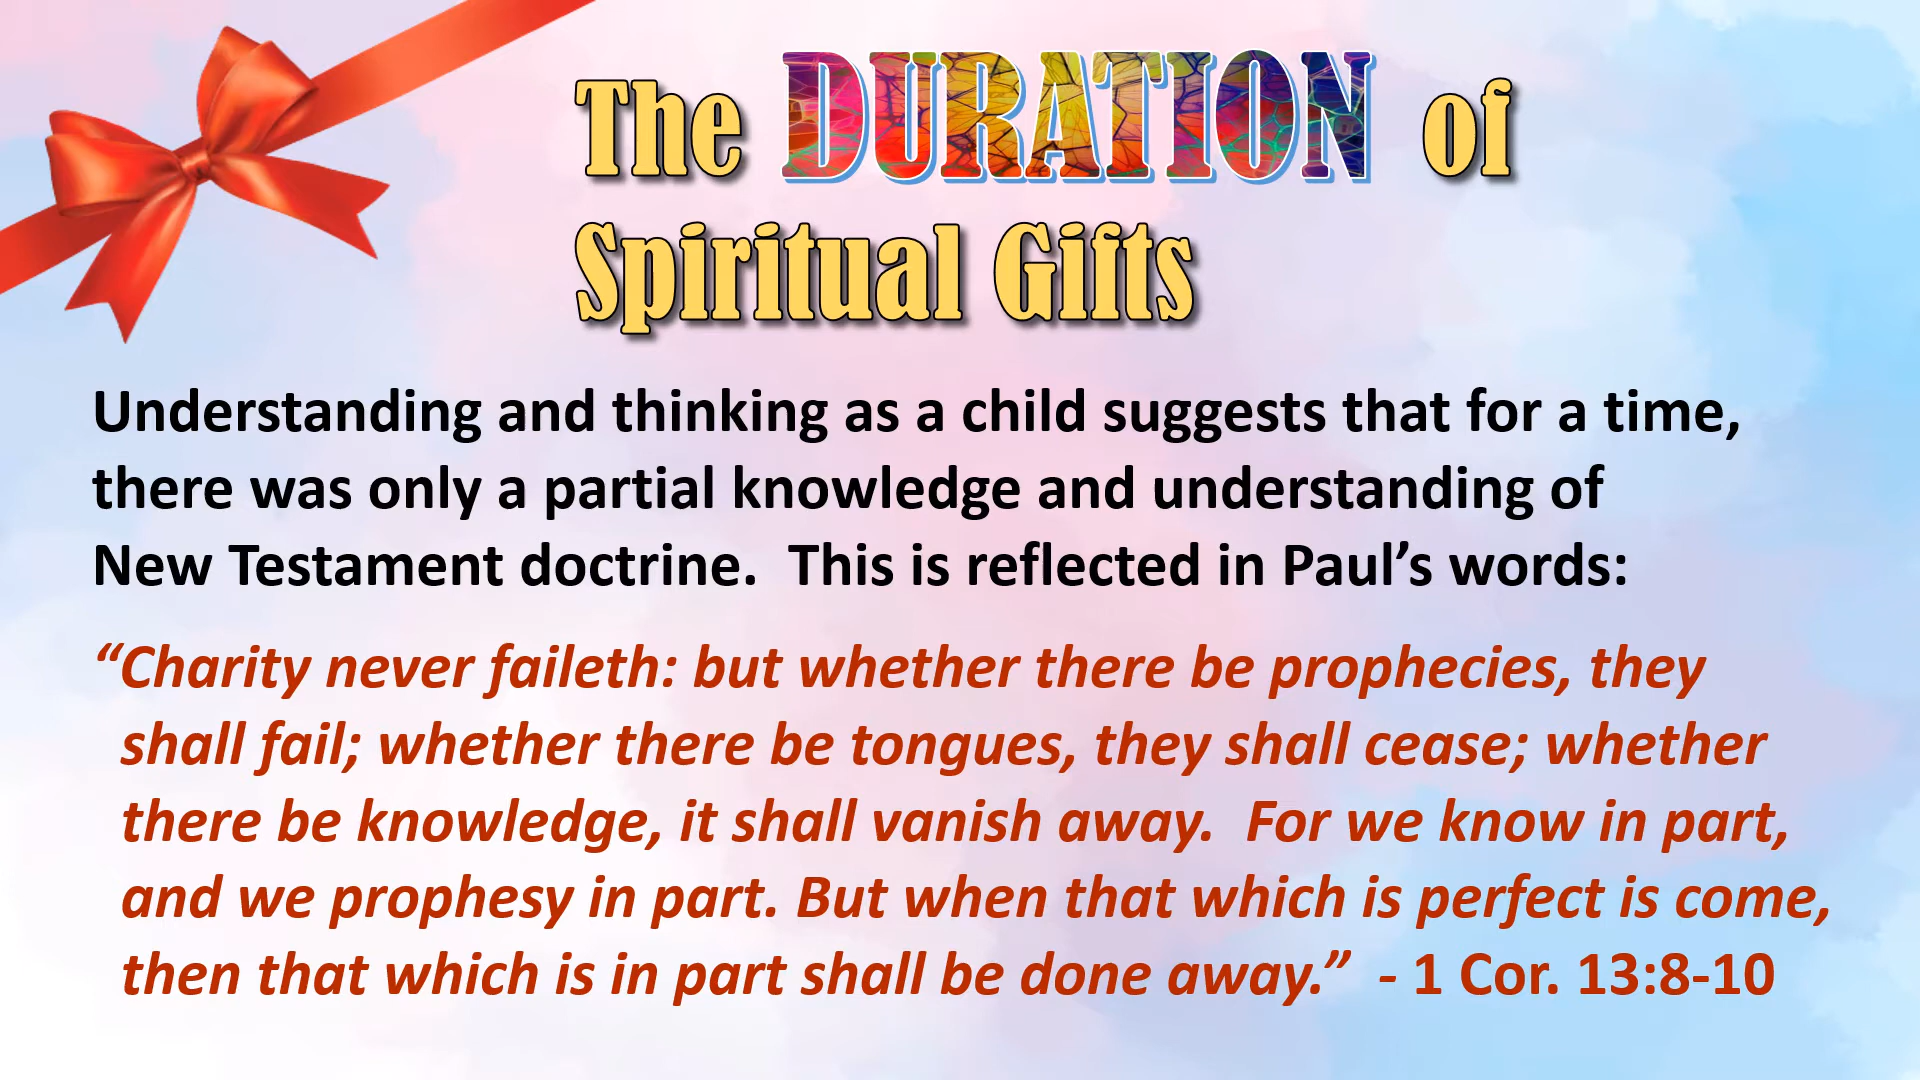 The DURATION of
Spiritual Gifts
Understanding and thinking as a child suggests that for a time,
there was only a partial knowledge and understanding of
New Testament doctrine.  This is reflected in Paul’s words:
“Charity never faileth: but whether there be prophecies, they
shall fail; whether there be tongues, they shall cease; whether
there be knowledge, it shall vanish away.  For we know in part,
and we prophesy in part. But when that which is perfect is come,
then that which is in part shall be done away.”  - 1 Cor. 13:8-10